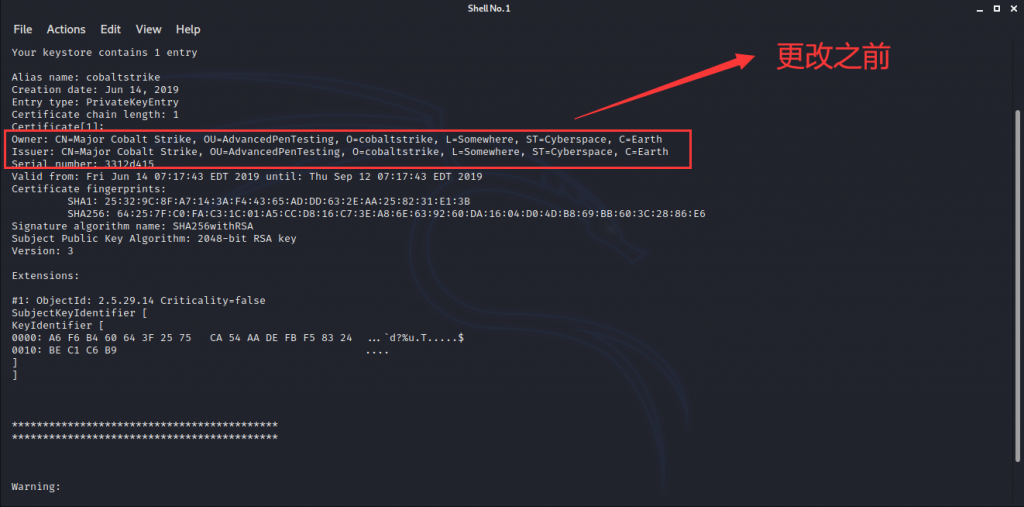 Shell No.1
File Actions Edit View Help
更改之前
Your keystore contains 1 entry
Alias name: cobaltstrike
Creation date: Jun 14, 2019
Entry type: PrivateKeyEntry
Certificate chain length: 1
Certificate[1]:
Owner: CN=Major Cobalt Strike, OU=AdvancedPenTesting, O=cobaltstrike, L=Somewhere, ST=Cyberspace, C=Earth
Issuer: CN=Major Cobalt Strike, OU=AdvancedPenTesting, O=cobaltstrike, L=Somewhere, ST=Cyberspace, C=Earth
Serial number: 3312d415
Valid from: Fri Jun 14 07:17:43 EDT 2019 until: Thu Sep 12 07:17:43 EDT 2019
Certificate fingerprints:
SHA1: 25:32:9C:8F:A7:14:3A:F4:43:65:AD:DD:63:2E:AA:25:82:31:E1:3B
SHA256: 64:25:7F:C0:FA:C3:1C:01:A5:CC:D8:16:C7:3E:A8:6E:63:92:60:DA:16:04:D0:4D:B8:69:BB:60:3C:28:86:E6
Signature algorithm name: SHA256withRSA
Subject Public Key Algorithm: 2048-bit RSA key
Version: 3
Extensions:
#1: ObjectId: 2.5.29.14 Criticality=false
SubjectKeyIdentifier [
KeyIdentifier [
0000: A6 F6 B4 60 64 3F 25 75 CA 54 AA DE FB F5 83 24 ...`d?%u.T.....$
0010: BE C1 C6 B9 ....
]
]
*******************************************
*******************************************
Warning: